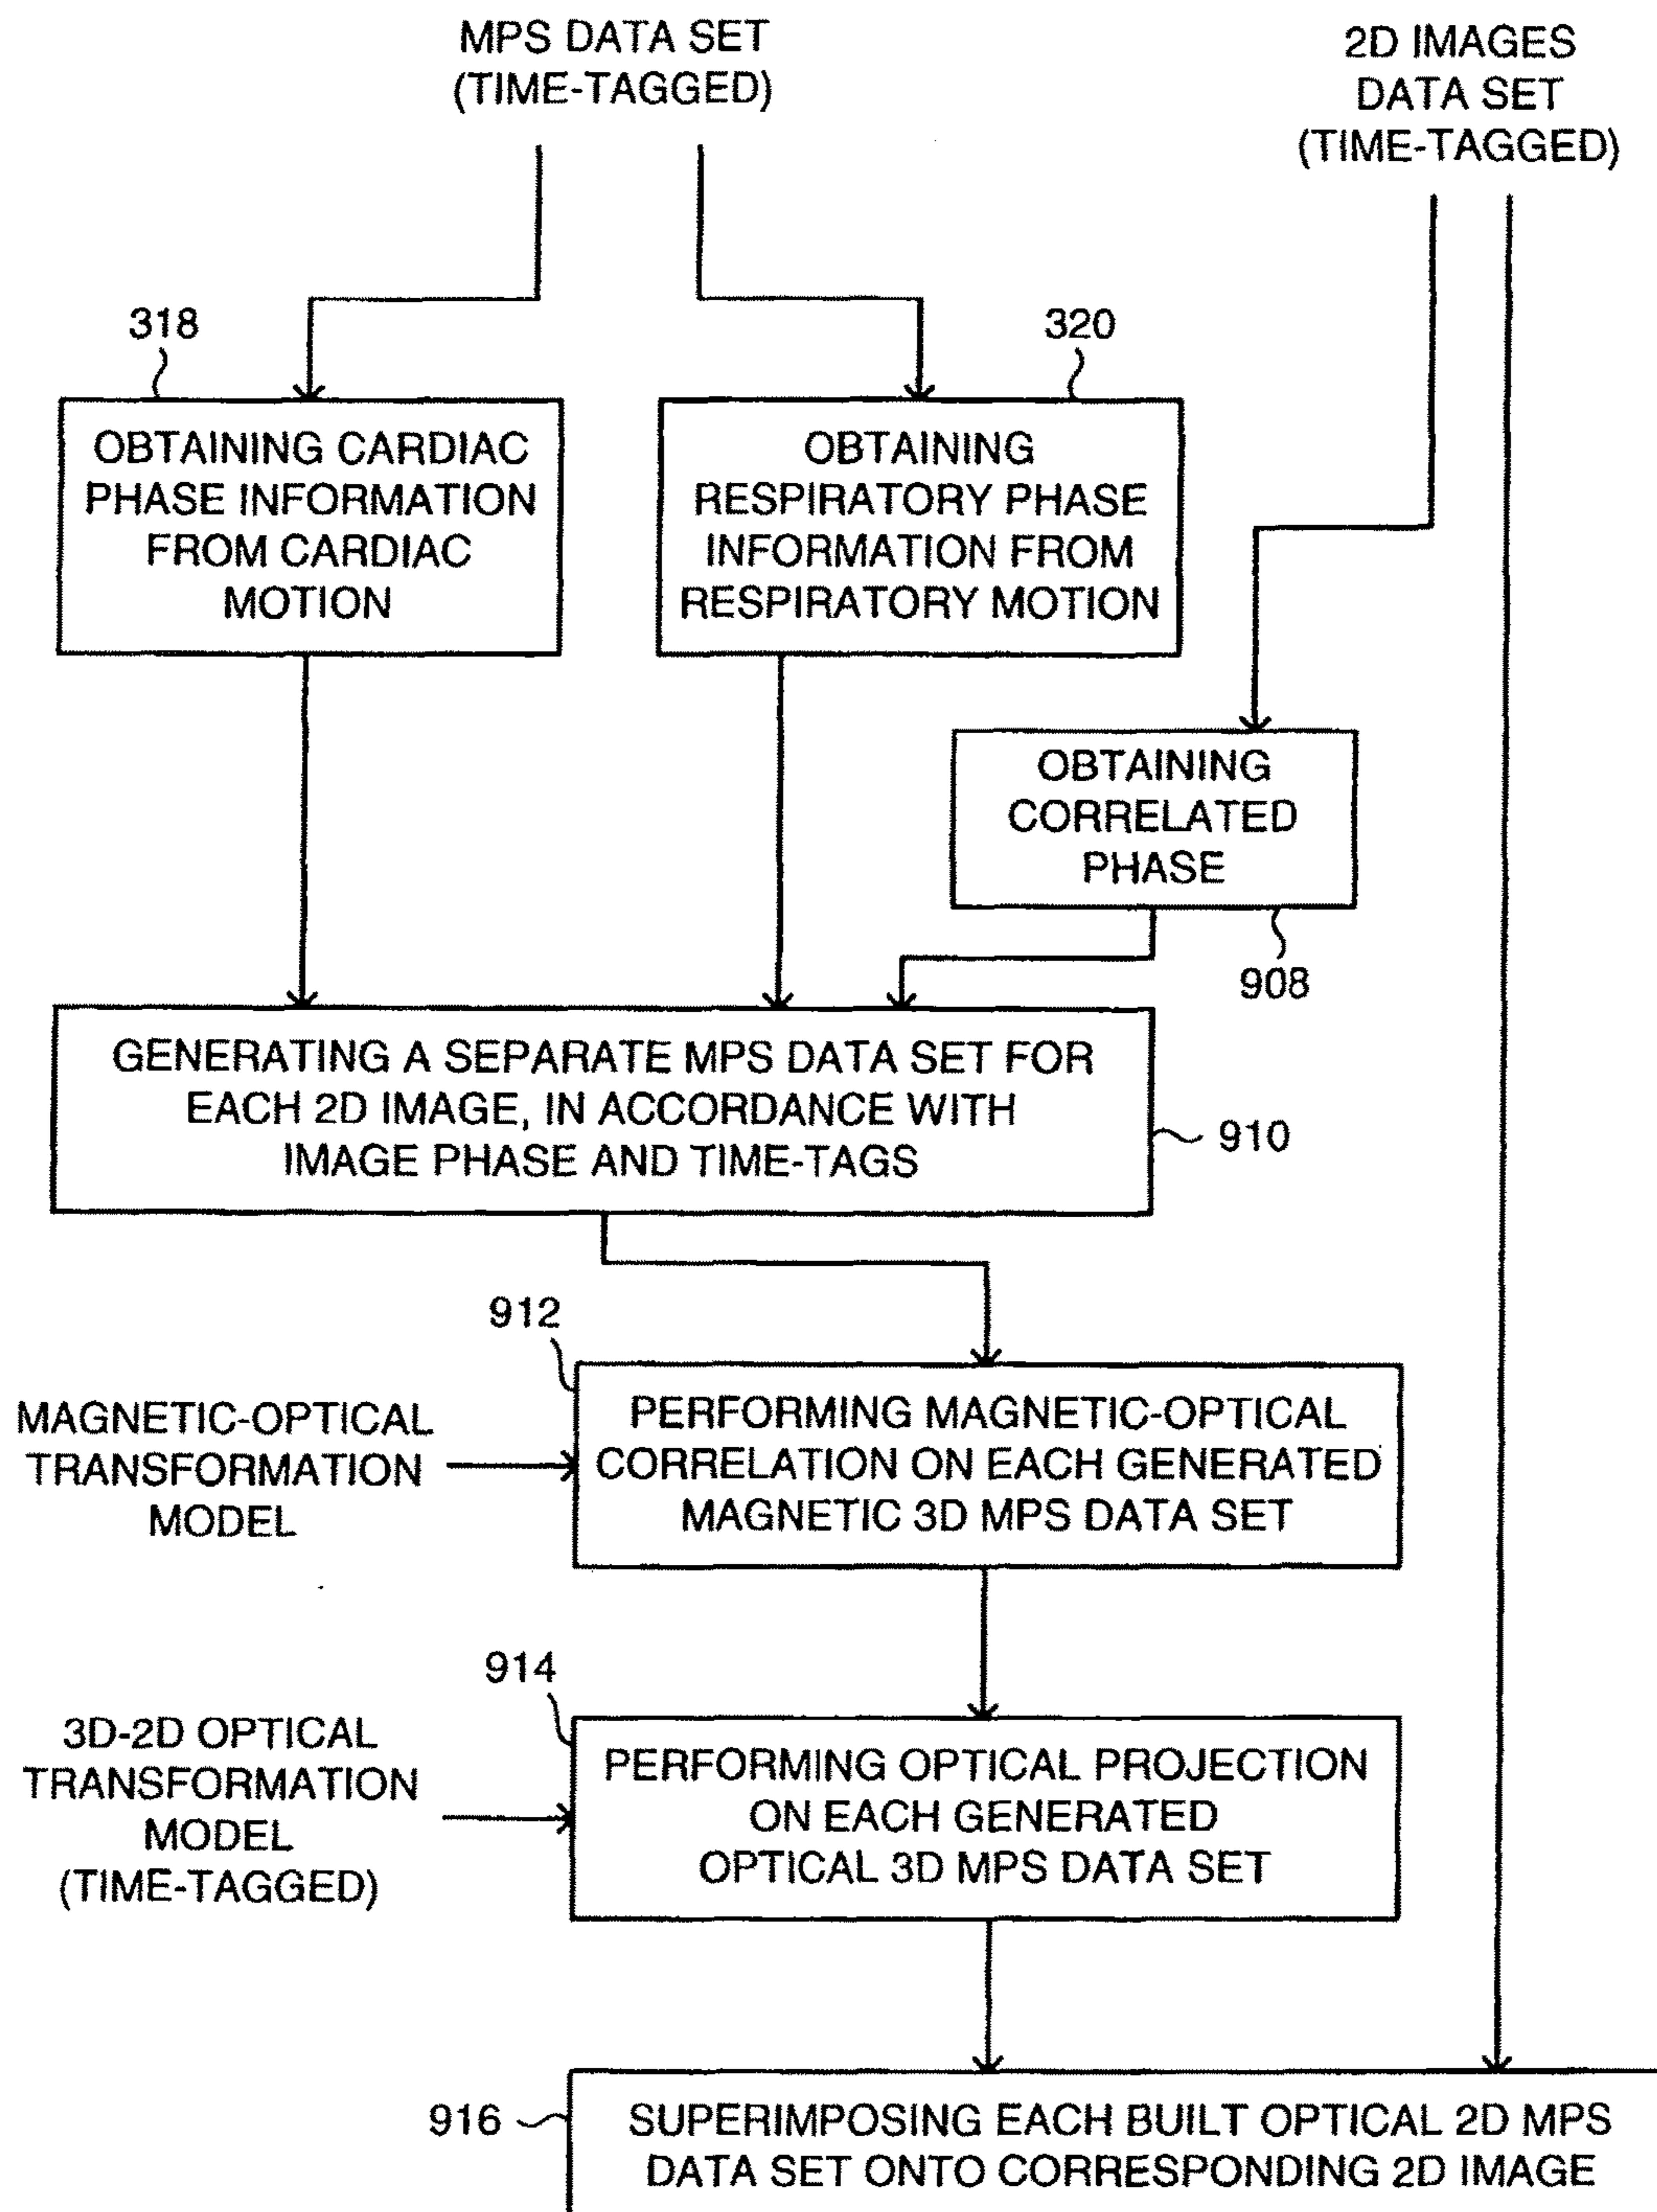 MPS DATA SET
(TIME-TAGGED)
2D IMAGES
DATA SET
(TIME-TAGGED)
318
320
OBTAINING CARDIAC
PHASE INFORMATION
FROM CARDIAC
MOTION
OBTAINING
RESPIRATORY PHASE
INFORMATION FROM
RESPIRATORY MOTION
OBTAINING
CORRELATED
PHASE
908
GENERATING A SEPARATE MPS DATA SET FOR
EACH 2D IMAGE, IN ACCORDANCE WITH
IMAGE PHASE AND TIME-TAGS
910
912
MAGNETIC-OPTICAL
TRANSFORMATION
MODEL
PERFORMING MAGNETIC-OPTICAL
CORRELATION ON EACH GENERATED
MAGNETIC 3D MPS DATA SET
914
3D-2D OPTICAL
TRANSFORMATION
MODEL
(TIME-TAGGED)
PERFORMING OPTICAL PROJECTION
ON EACH GENERATED
OPTICAL 3D MPS DATA SET
916
SUPERIMPOSING EACH BUILT OPTICAL 2D MPS
DATA SET ONTO CORRESPONDING 2D IMAGE